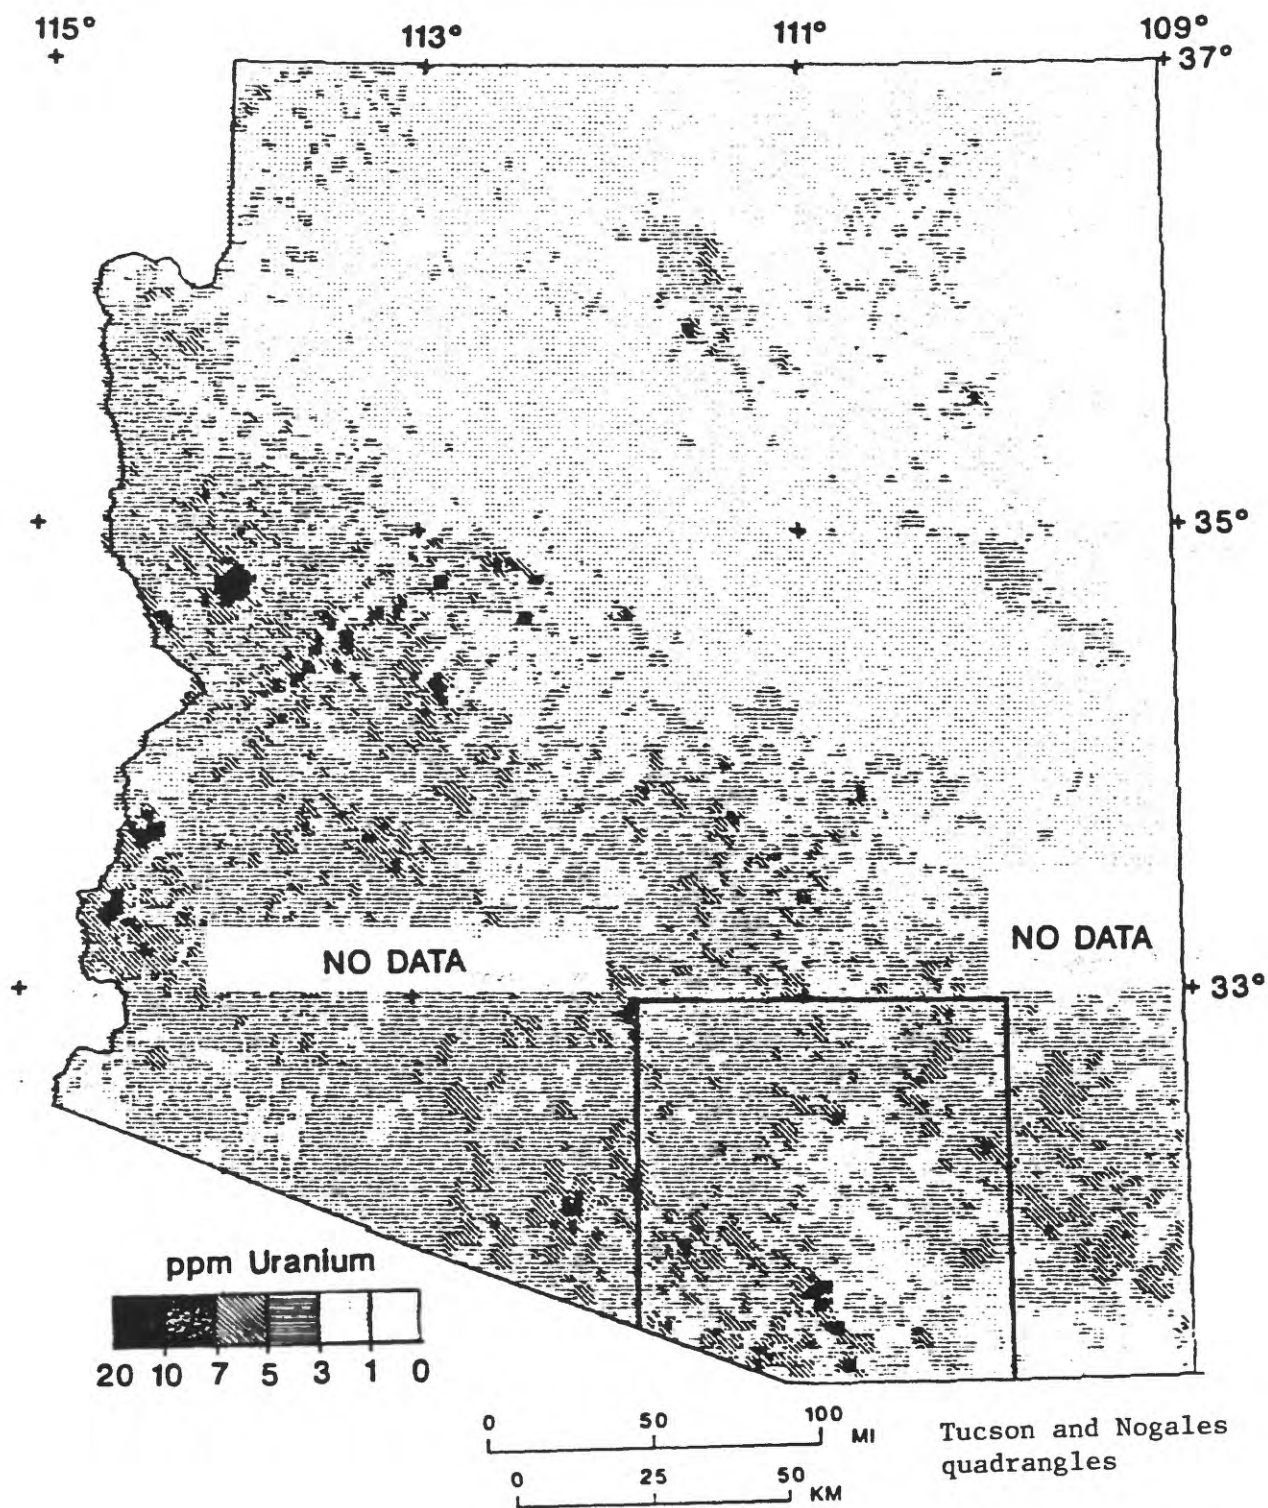 115° 113° 111° 109°
37°
35°
NO DATA
NO DATA
33°
ppm Uranium
20 10 7 5 3 1 0
0 50 100 MI
0 25 50 KM
Tucson and Nogales
quadrangles